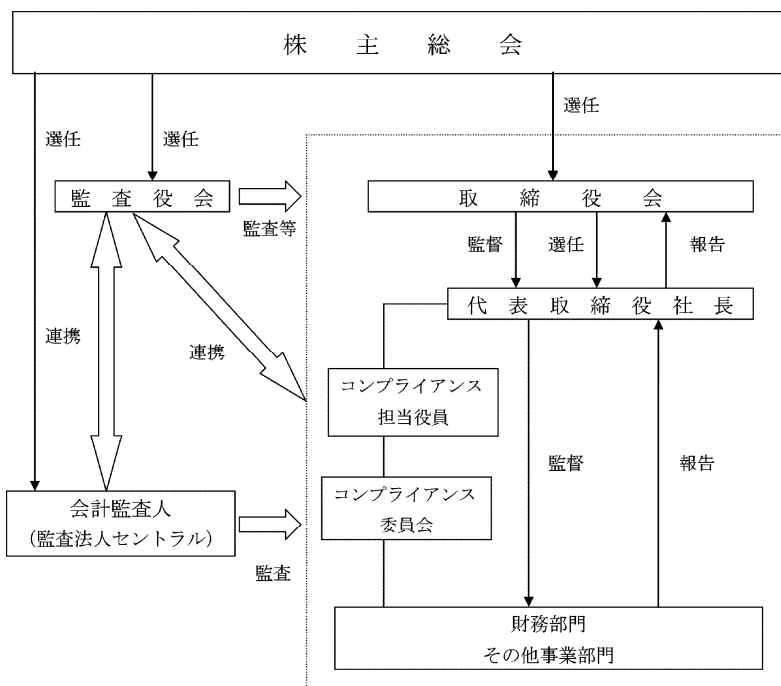 株主総会
選任
選任
選任
監査役会
取締役会
監査等
監督
選任
報告
代表取締役社長
連携
連携
コンプライアンス
担当役員
監督
報告
コンプライアンス
委員会
会計監査人
(監査法人セントラル)
監査
財務部門
その他事業部門